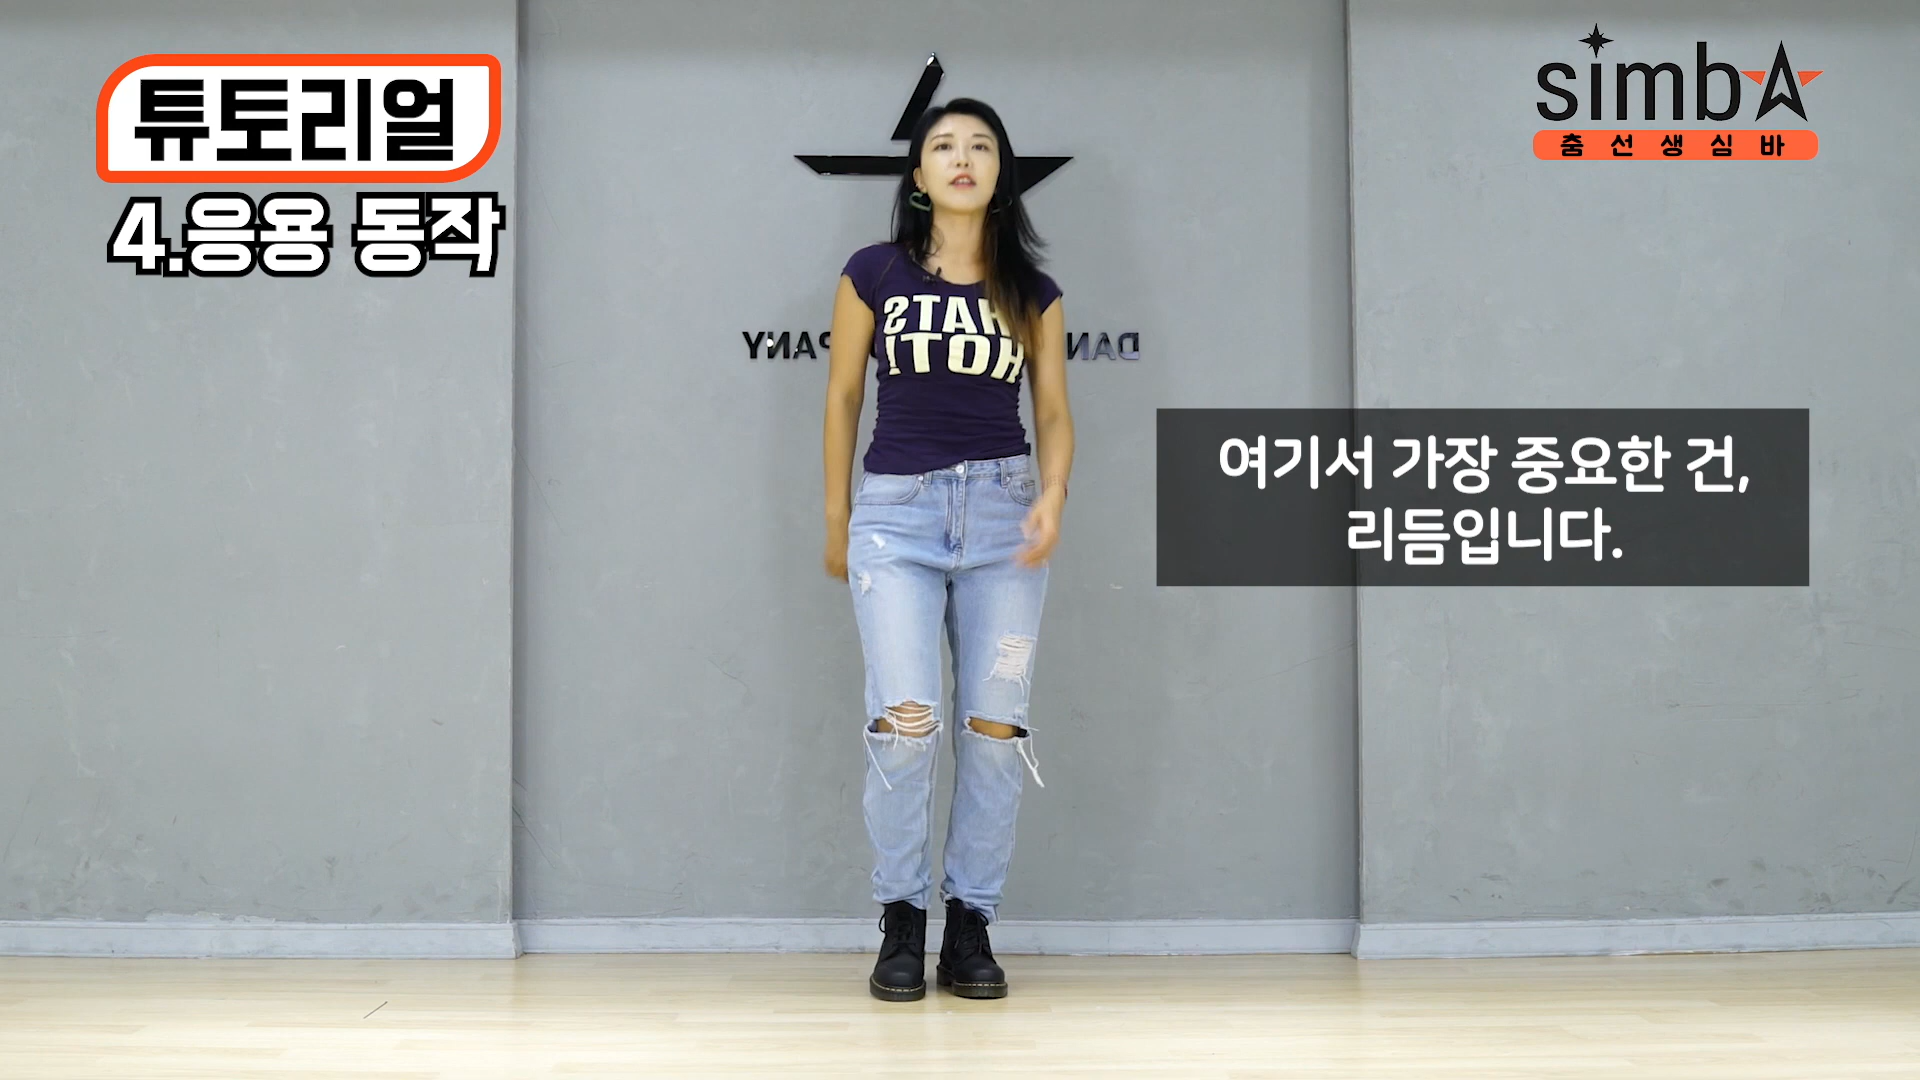 튜토리얼
4.응용 동작
simbA
춤선생심바
THATS
HOT!
여기서 가장 중요한 건,
리듬입니다.